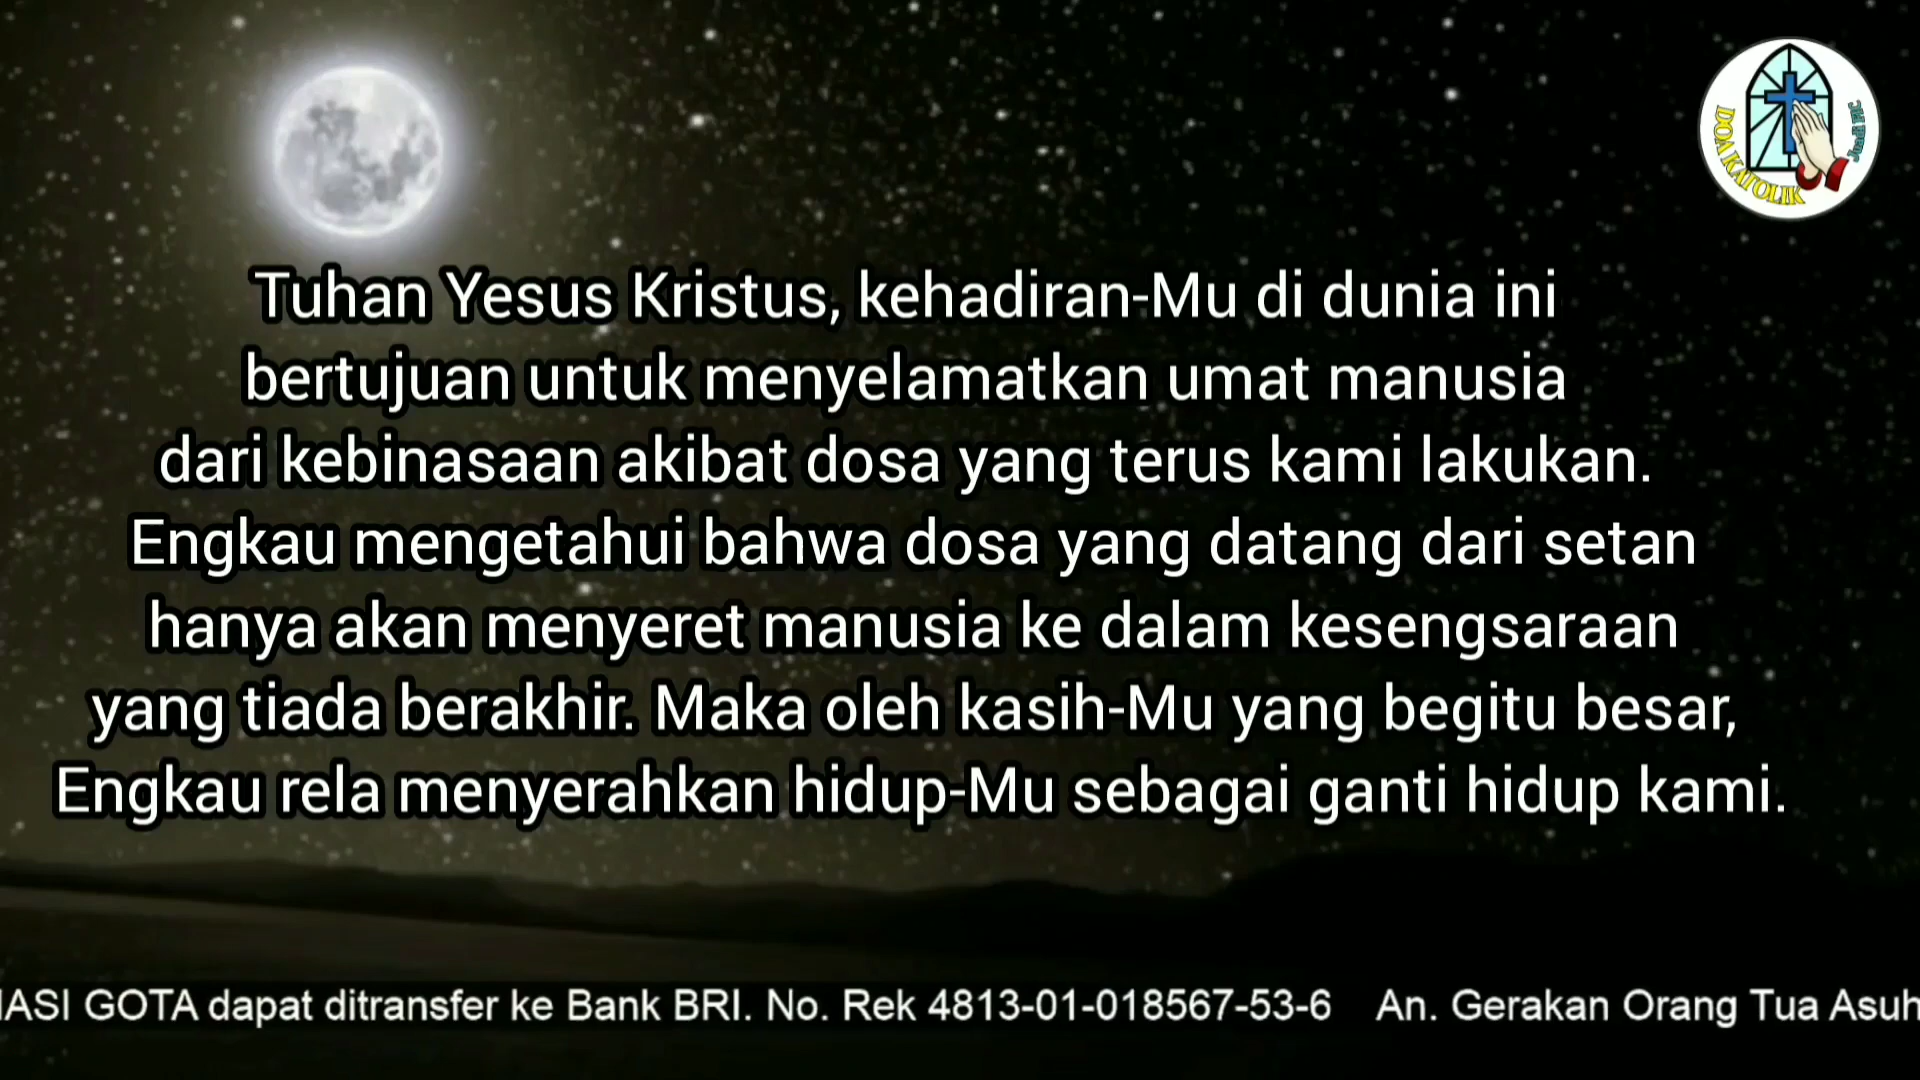 DOA KATOLIK
Tuhan Yesus Kristus, kehadiran-Mu di dunia ini
bertujuan untuk menyelamatkan umat manusia
dari kebinasaan akibat dosa yang terus kami lakukan.
Engkau mengetahui bahwa dosa yang datang dari setan
hanya akan menyeret manusia ke dalam kesengsaraan
yang tiada berakhir. Maka oleh kasih-Mu yang begitu besar,
Engkau rela menyerahkan hidup-Mu sebagai ganti hidup kami.
ASI GOTA dapat ditransfer ke Bank BRI. No. Rek 4813-01-018567-53-6 An. Gerakan Orang Tua Asuh